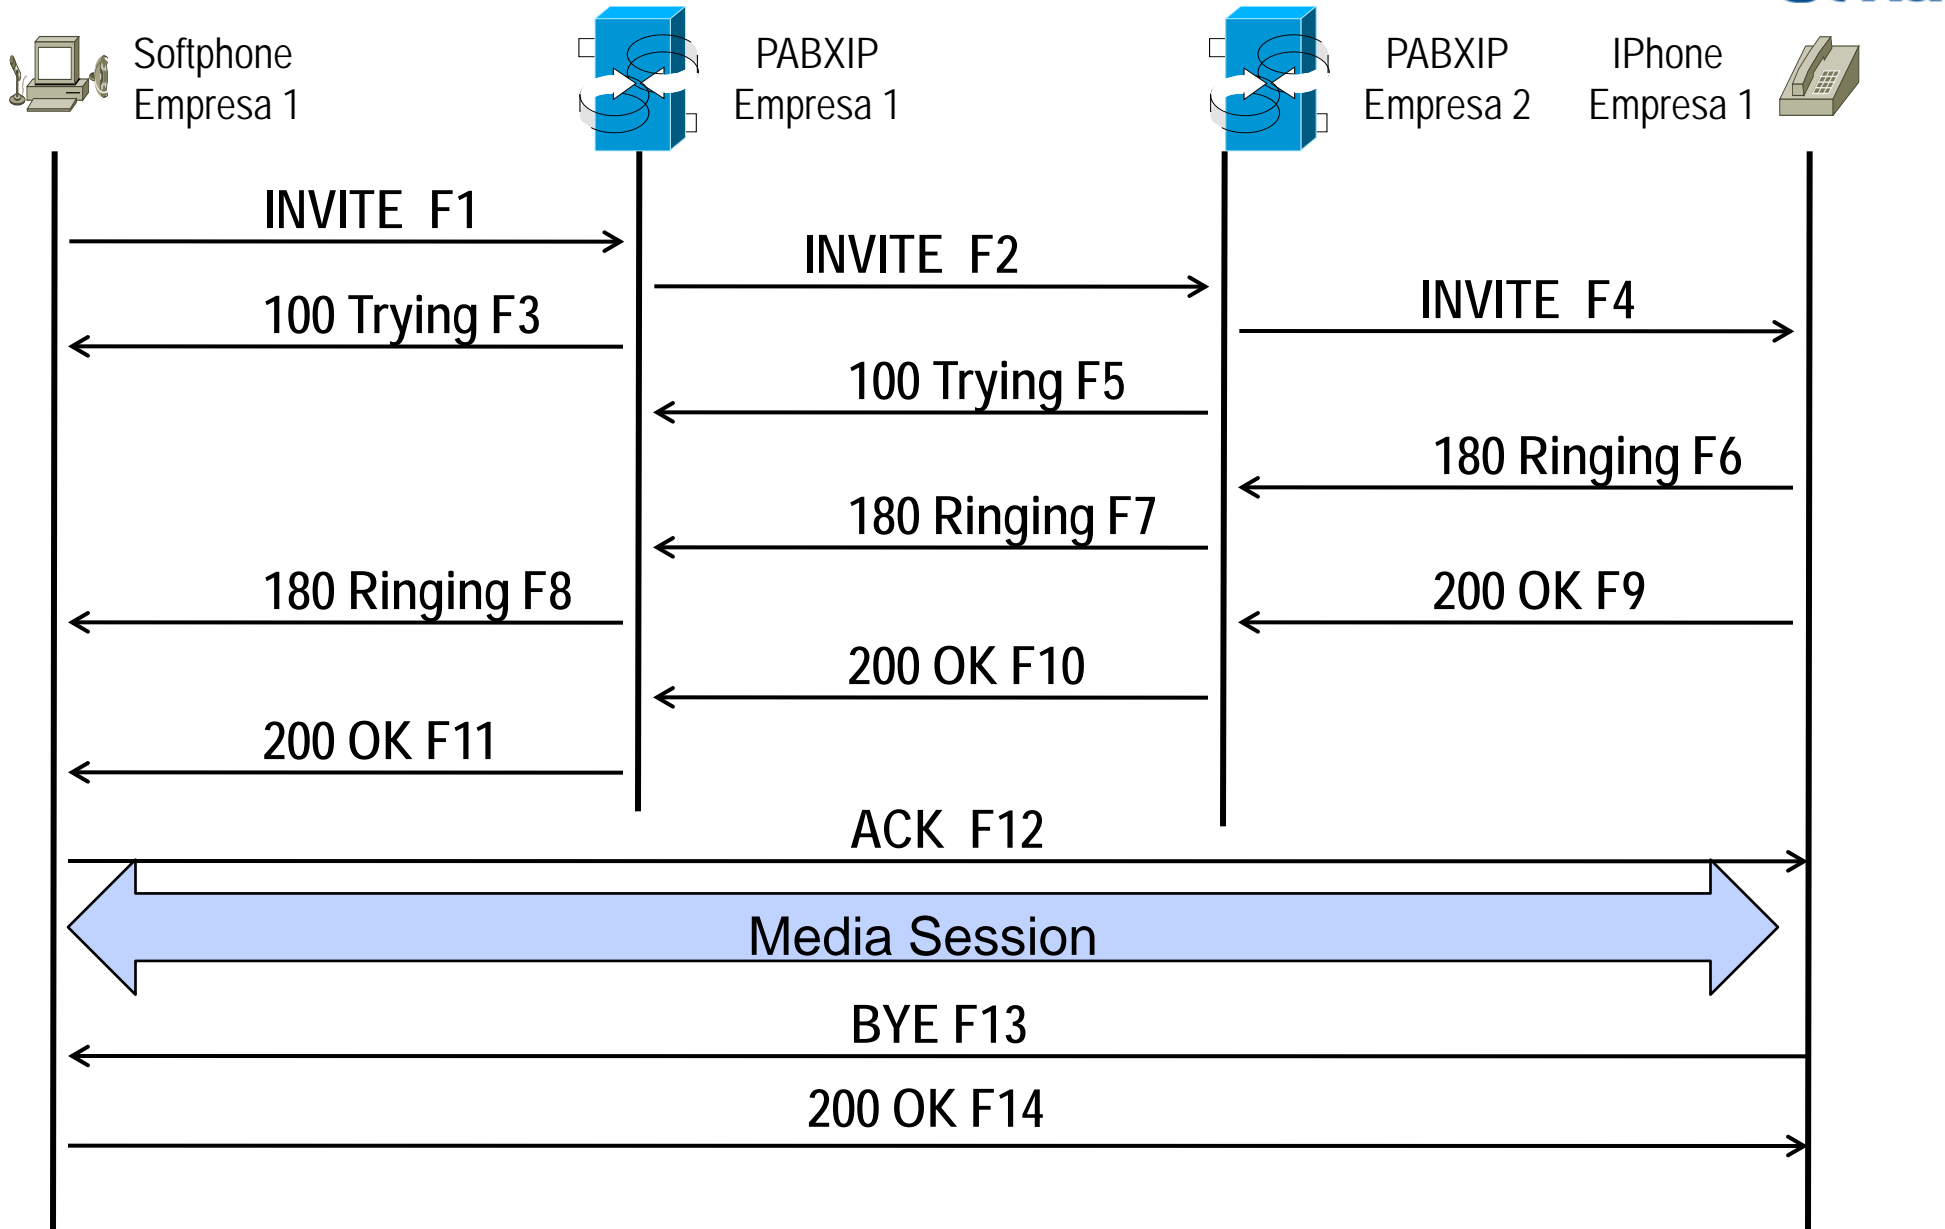 Softphone
Empresa 1
PABXIP
Empresa 1
PABXIP
Empresa 2
IPhone
Empresa 1
INVITE F1
INVITE F2
INVITE F4
100 Trying F3
100 Trying F5
180 Ringing F6
180 Ringing F7
180 Ringing F8
200 OK F9
200 OK F10
200 OK F11
ACK F12
Media Session
BYE F13
200 OK F14